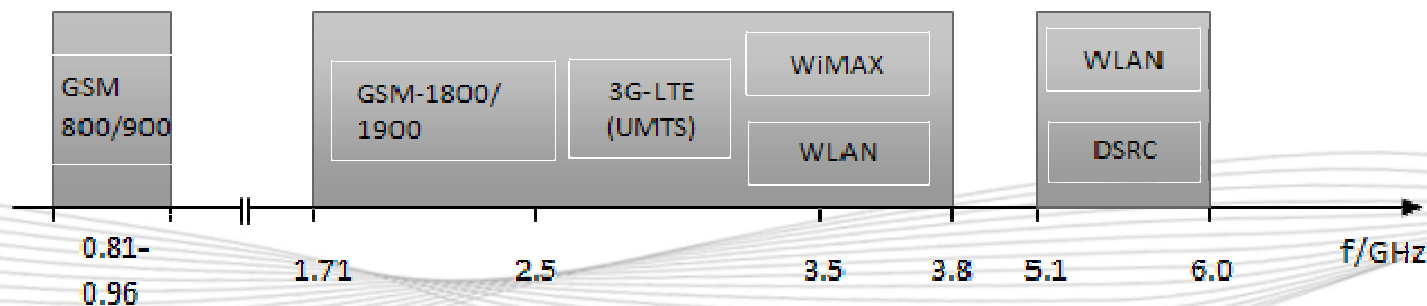 GSM
800/900
GSM-1800/
1900
3G-LTE
(UMTS)
WiMAX
WLAN
WLAN
DSRC
0.81-
0.96
1.71
2.5
3.5
3.8
5.1
6.0
f/GHz